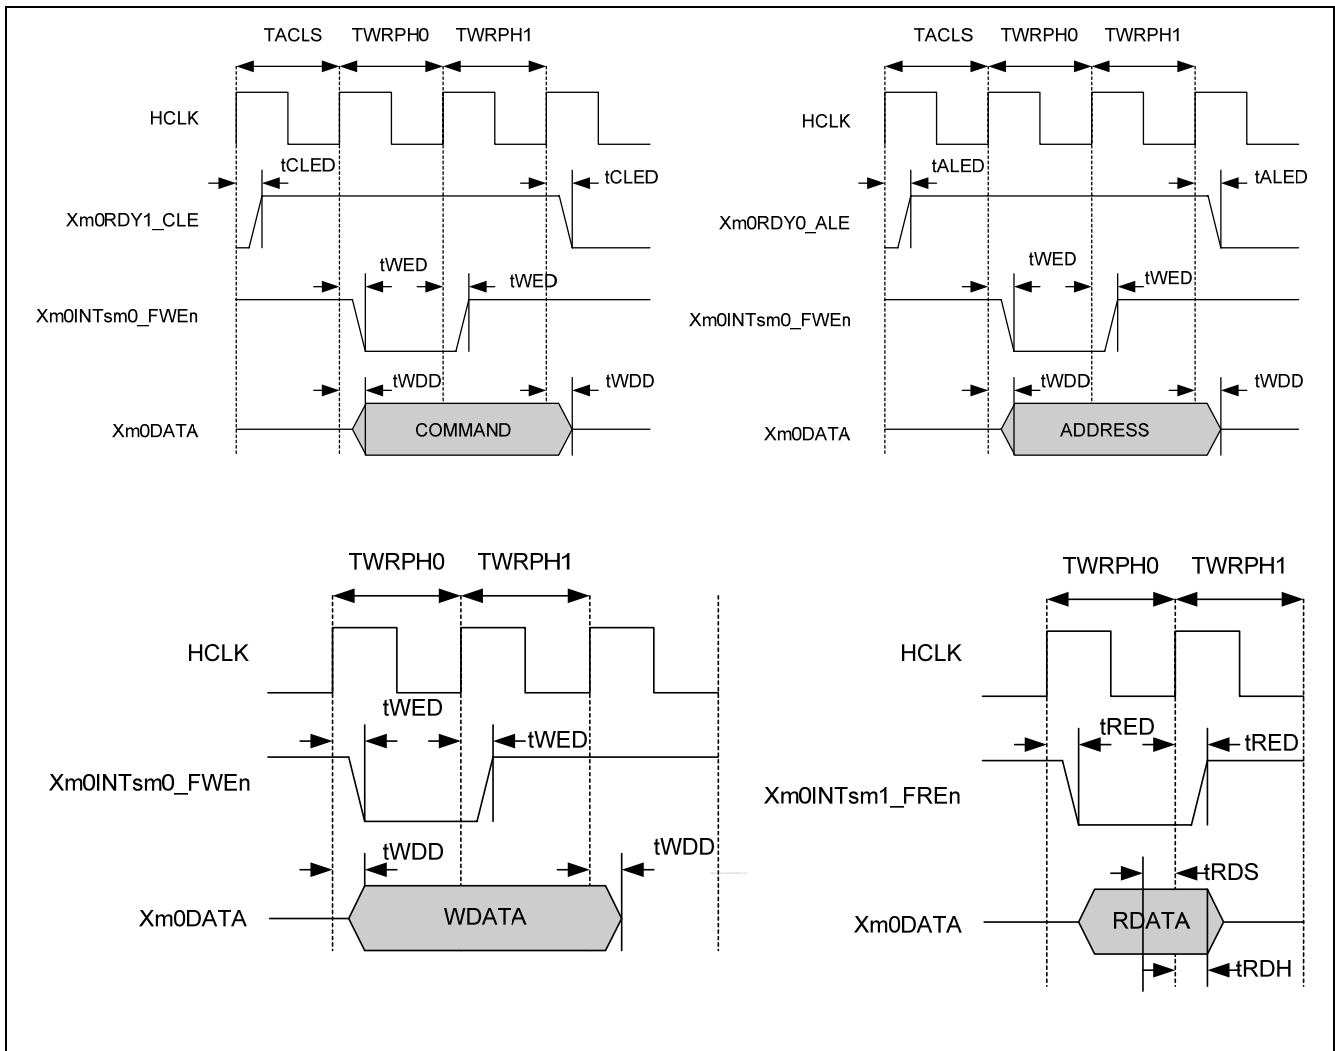 TACLS TWRPH0 TWRPH1
HCLK
tCLED tCLED
Xm0RDY1_CLE
tWED tWED
Xm0INTsm0_FWEn
tWDD tWDD
Xm0DATA COMMAND
TACLS TWRPH0 TWRPH1
HCLK
tALED tALED
Xm0RDY0_ALE
tWED tWED
Xm0INTsm0_FWEn
tWDD tWDD
Xm0DATA ADDRESS
TWRPH0 TWRPH1
HCLK
tWED tWED
Xm0INTsm0_FWEn
tWDD tWDD
Xm0DATA WDATA
TWRPH0 TWRPH1
HCLK
tRED tRED
Xm0INTsm1_FREn
tRDS
Xm0DATA RDATA
tRDH